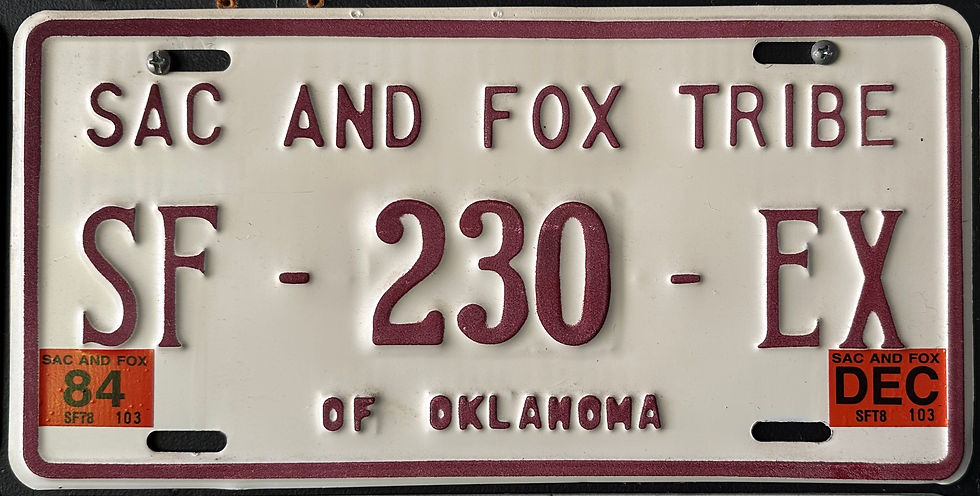 SAC AND FOX TRIBE
SF - 230 - EX
SAC AND FOX
84
SFT8 103
SAC AND FOX
DEC
SFT8 103
OF OKLAHOMA